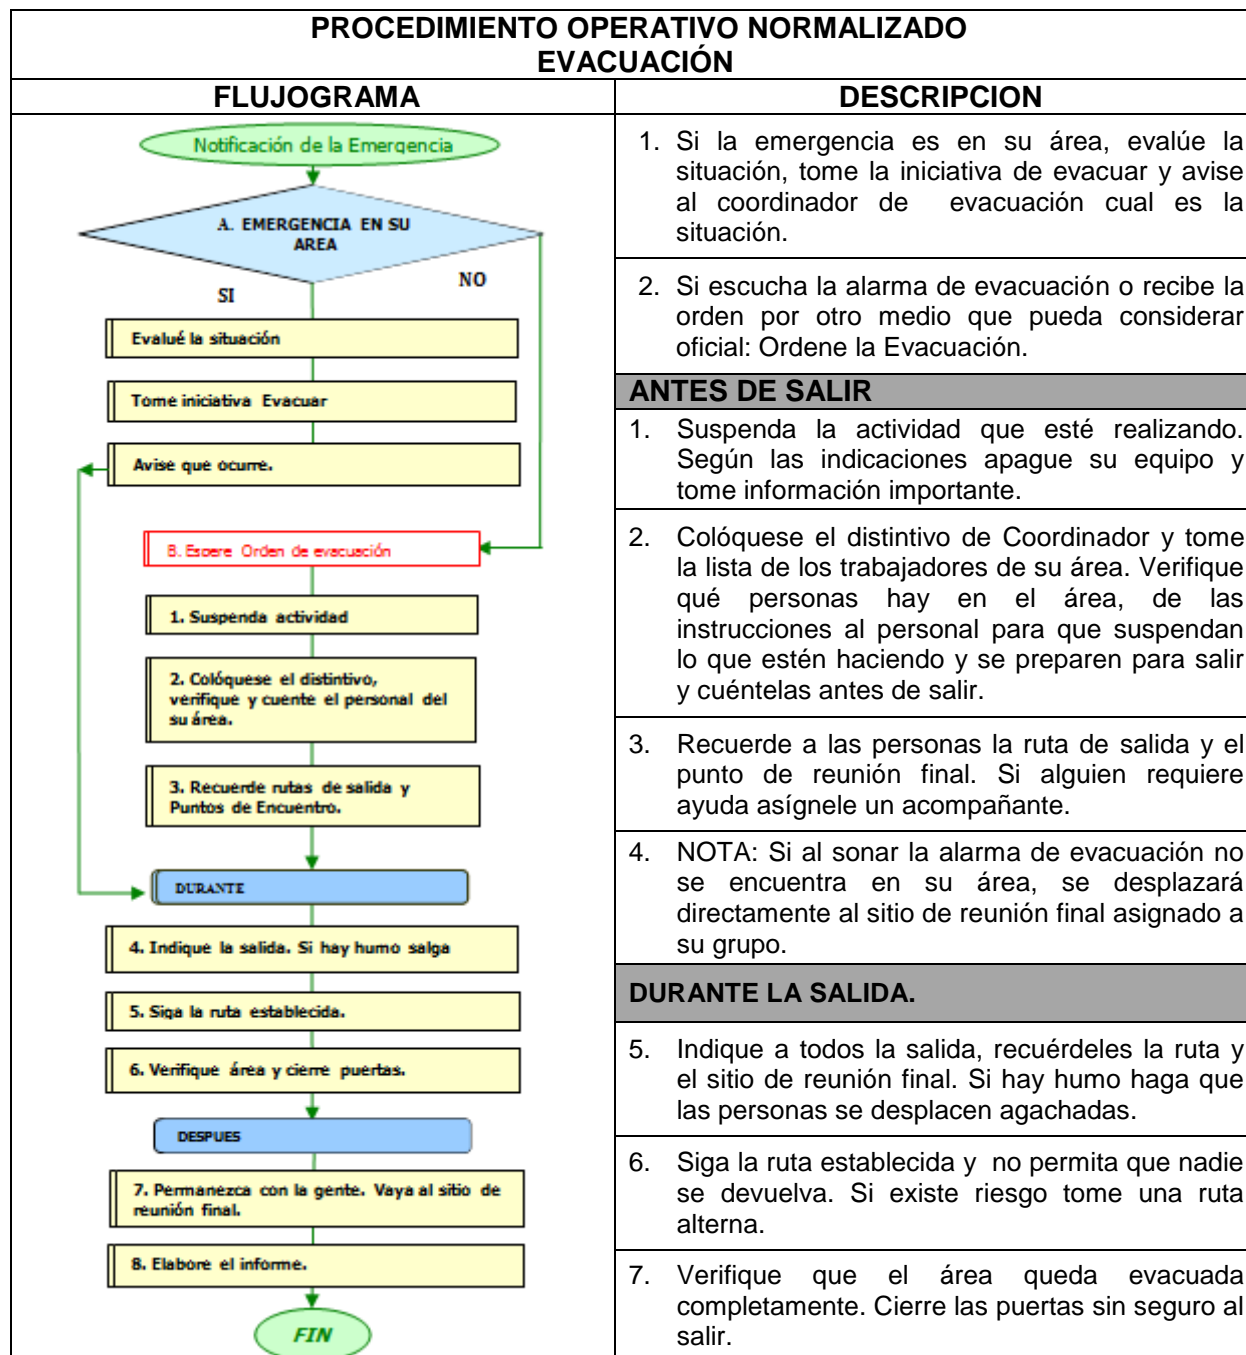 PROCEDIMIENTO OPERATIVO NORMALIZADO
EVACUACIÓN
FLUJOGRAMA
Notificación de la Emergencia
A. EMERGENCIA EN SU
AREA
SI
NO
Evalué la situación
Tome iniciativa Evacuar
Avise que ocurre.
B. Espere Orden de evacuación
1. Suspenda actividad
2. Colóquese el distintivo,
verifique y cuente el personal del
su área.
3. Recuerde rutas de salida y
Puntos de Encuentro.
DURANTE
4. Indique la salida. Si hay humo salga
5. Siga la ruta establecida.
6. Verifique área y cierre puertas.
DESPUES
7. Permanezca con la gente. Vaya al sitio de
reunión final.
8. Elabore el informe.
FIN
DESCRIPCION
1. Si la emergencia es en su área, evalúe la
situación, tome la iniciativa de evacuar y avise
al coordinador de evacuación cual es la
situación.
2. Si escucha la alarma de evacuación o recibe la
orden por otro medio que pueda considerar
oficial: Ordene la Evacuación.
ANTES DE SALIR
1. Suspenda la actividad que esté realizando.
Según las indicaciones apague su equipo y
tome información importante.
2. Colóquese el distintivo de Coordinador y tome
la lista de los trabajadores de su área. Verifique
qué personas hay en el área, de las
instrucciones al personal para que suspendan
lo que estén haciendo y se preparen para salir
y cuéntelas antes de salir.
3. Recuerde a las personas la ruta de salida y el
punto de reunión final. Si alguien requiere
ayuda asígnele un acompañante.
4. NOTA: Si al sonar la alarma de evacuación no
se encuentra en su área, se desplazará
directamente al sitio de reunión final asignado a
su grupo.
DURANTE LA SALIDA.
5. Indique a todos la salida, recuérdeles la ruta y
el sitio de reunión final. Si hay humo haga que
las personas se desplacen agachadas.
6. Siga la ruta establecida y no permita que nadie
se devuelva. Si existe riesgo tome una ruta
alterna.
7. Verifique que el área queda evacuada
completamente. Cierre las puertas sin seguro al
salir.